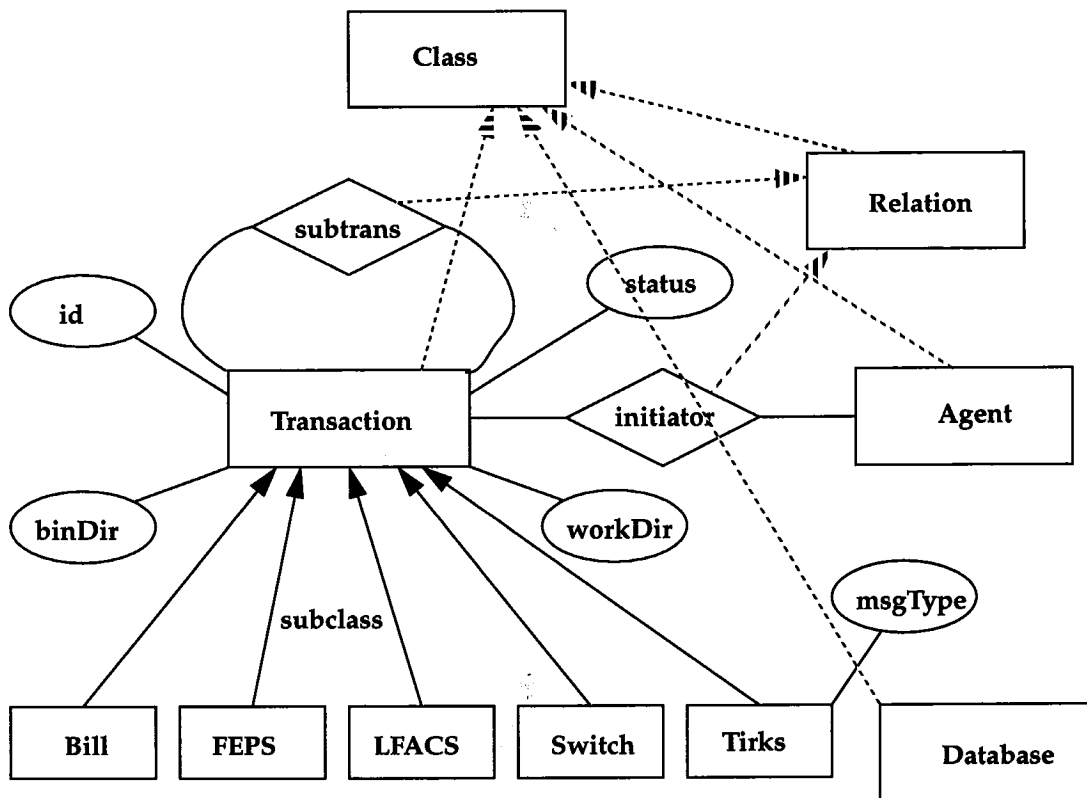 Class
Relation
subtrans
status
id
Transaction
initiator
Agent
binDir
workDir
msgType
subclass
Bill
FEPS
LFACS
Switch
Tirks
Database